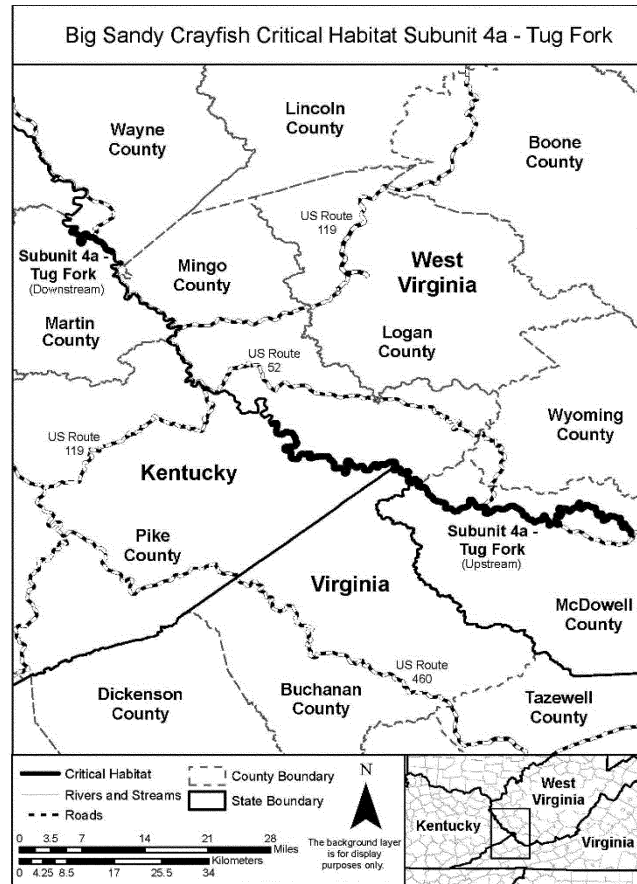 Big Sandy Crayfish Critical Habitat Subunit 4a - Tug Fork
Wayne
County
Lincoln
County
Boone
County
US Route
119
Subunit 4a -
Tug Fork
(Downstream)
Mingo
County
West
Virginia
Martin
County
Logan
County
US Route
52
Wyoming
County
US Route
119
Kentucky
Subunit 4a -
Tug Fork
(Upstream)
Pike
County
Virginia
McDowell
County
US Route
460
Dickenson
County
Buchanan
County
Tazewell
County
Critical Habitat
Rivers and Streams
Roads
County Boundary
State Boundary
N
The background layer
is for display
purposes only.
0 3.5 7 14 21 28
Miles
Kilometers
0 4.25 8.5 17 25.5 34
West
Virginia
Kentucky
Virginia